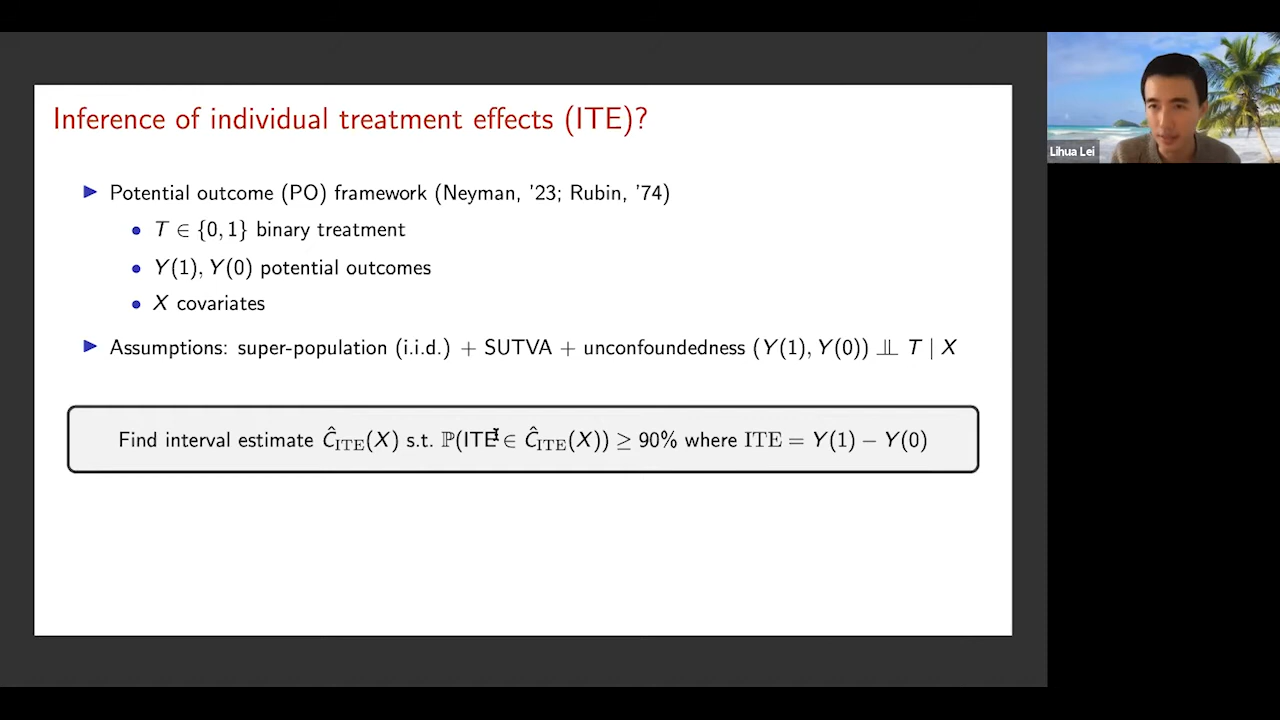 Inference of individual treatment effects (ITE)?
Potential outcome (PO) framework (Neyman, '23; Rubin, '74)
T ∈ {0, 1} binary treatment
Y(1), Y(0) potential outcomes
X covariates
Assumptions: super-population (i.i.d.) + SUTVA + unconfoundedness (Y(1), Y(0)) ⫫ T | X
Find interval estimate Ĉ_ITE(X) s.t. ℙ(ITE ∈ Ĉ_ITE(X)) ≥ 90% where ITE = Y(1) − Y(0)
Lihua Lei